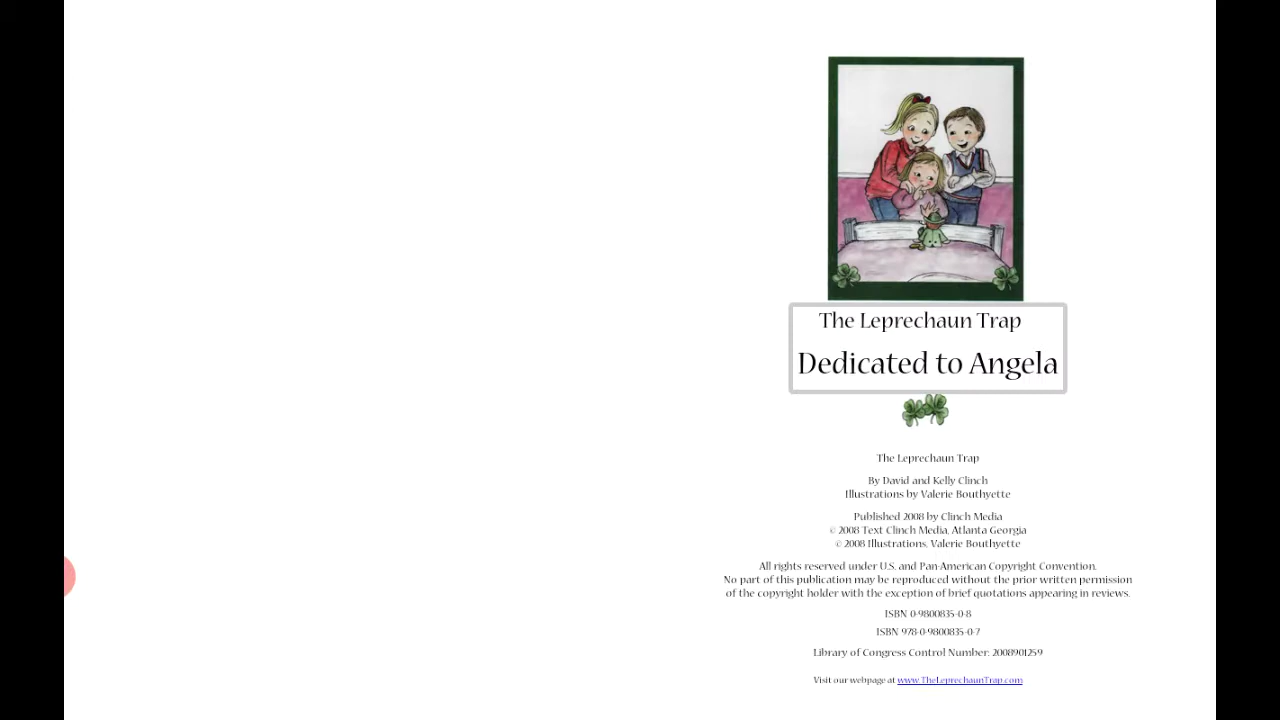 The Leprechaun Trap
Dedicated to Angela
The Leprechaun Trap
By David and Kelly Clinch
Illustrations by Valerie Bouthyette
Published 2008 by Clinch Media
© 2008 Text Clinch Media, Atlanta Georgia
© 2008 Illustrations, Valerie Bouthyette
All rights reserved under U.S. and Pan-American Copyright Convention.
No part of this publication may be reproduced without the prior written permission
of the copyright holder with the exception of brief quotations appearing in reviews.
ISBN 0-9800835-0-8
ISBN 978-0-9800835-0-7
Library of Congress Control Number: 2008901259
Visit our webpage at www.TheLeprechaunTrap.com